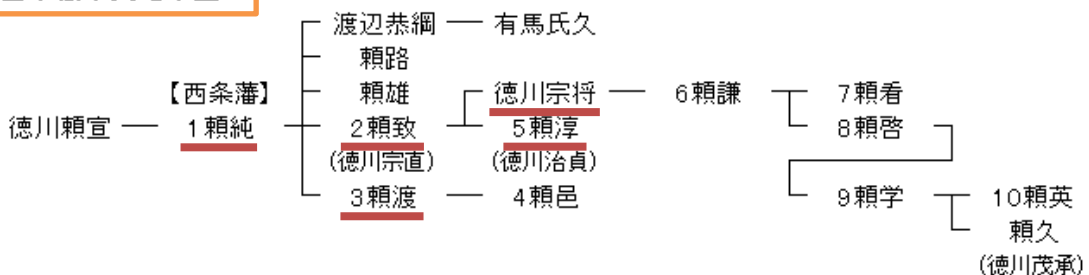 渡辺恭綱 有馬氏久
頼路
【西条藩】 頼雄 徳川宗将 6頼謙 7頼看
徳川頼宣 1頼純 2頼致 5頼淳 8頼啓
(徳川宗直) (徳川治貞)
3頼渡 4頼邑 9頼学 10頼英
頼久
(徳川茂承)